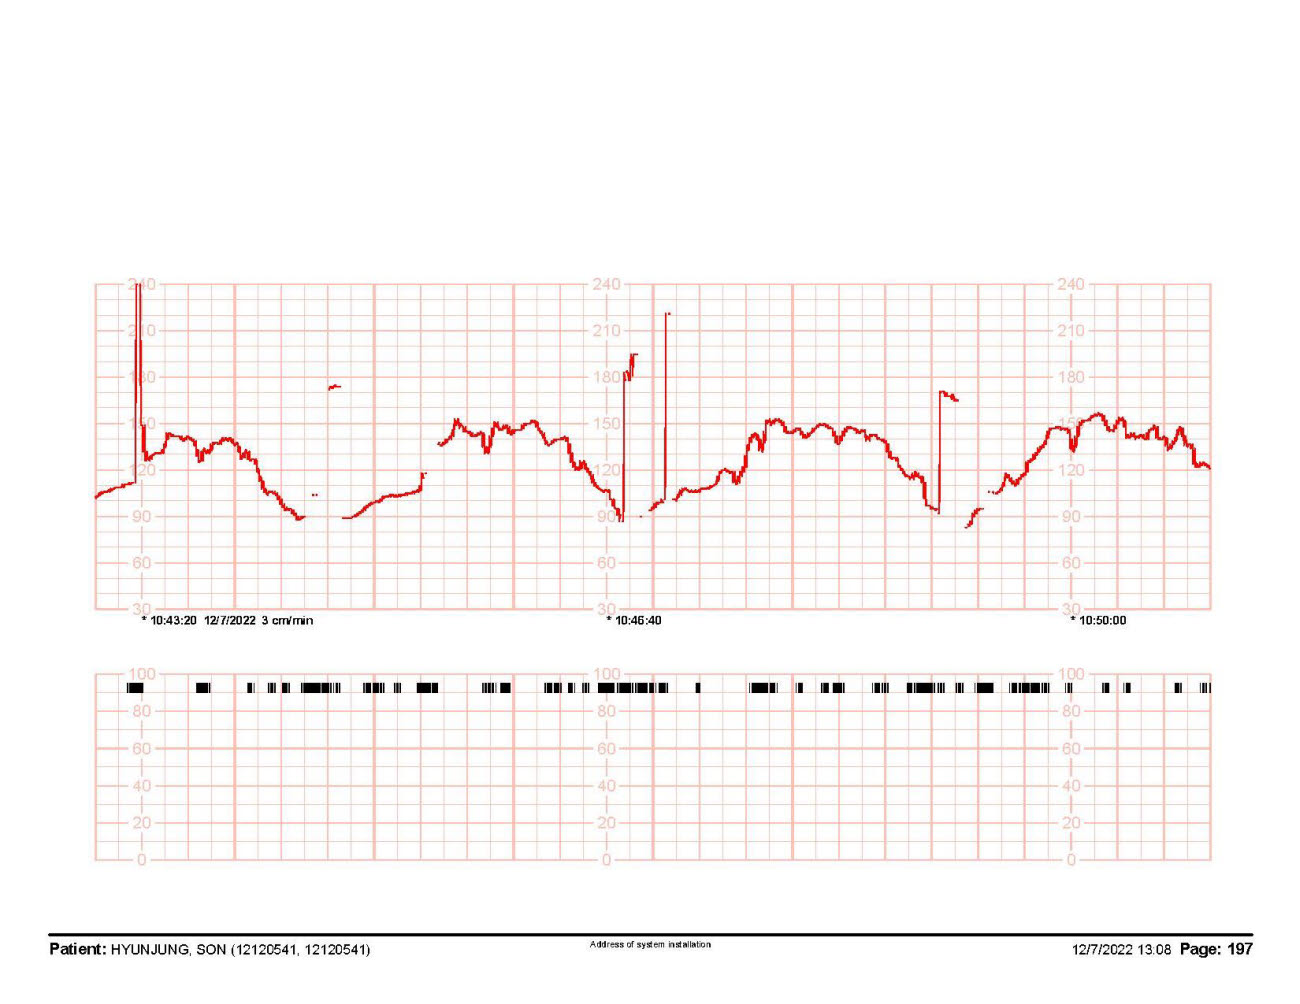 240 240 240
210 210 210
180 180 180
150 150 150
120 120 120
90 90 90
60 60 60
30 30 30
* 10:43:20 12/7/2022 3 cm/min * 10:46:40 * 10:50:00
100 100 100
80 80 80
60 60 60
40 40 40
20 20 20
0 0 0
Patient: HYUNJUNG, SON (12120541, 12120541) Address of system installation 12/7/2022 13:08 Page: 197